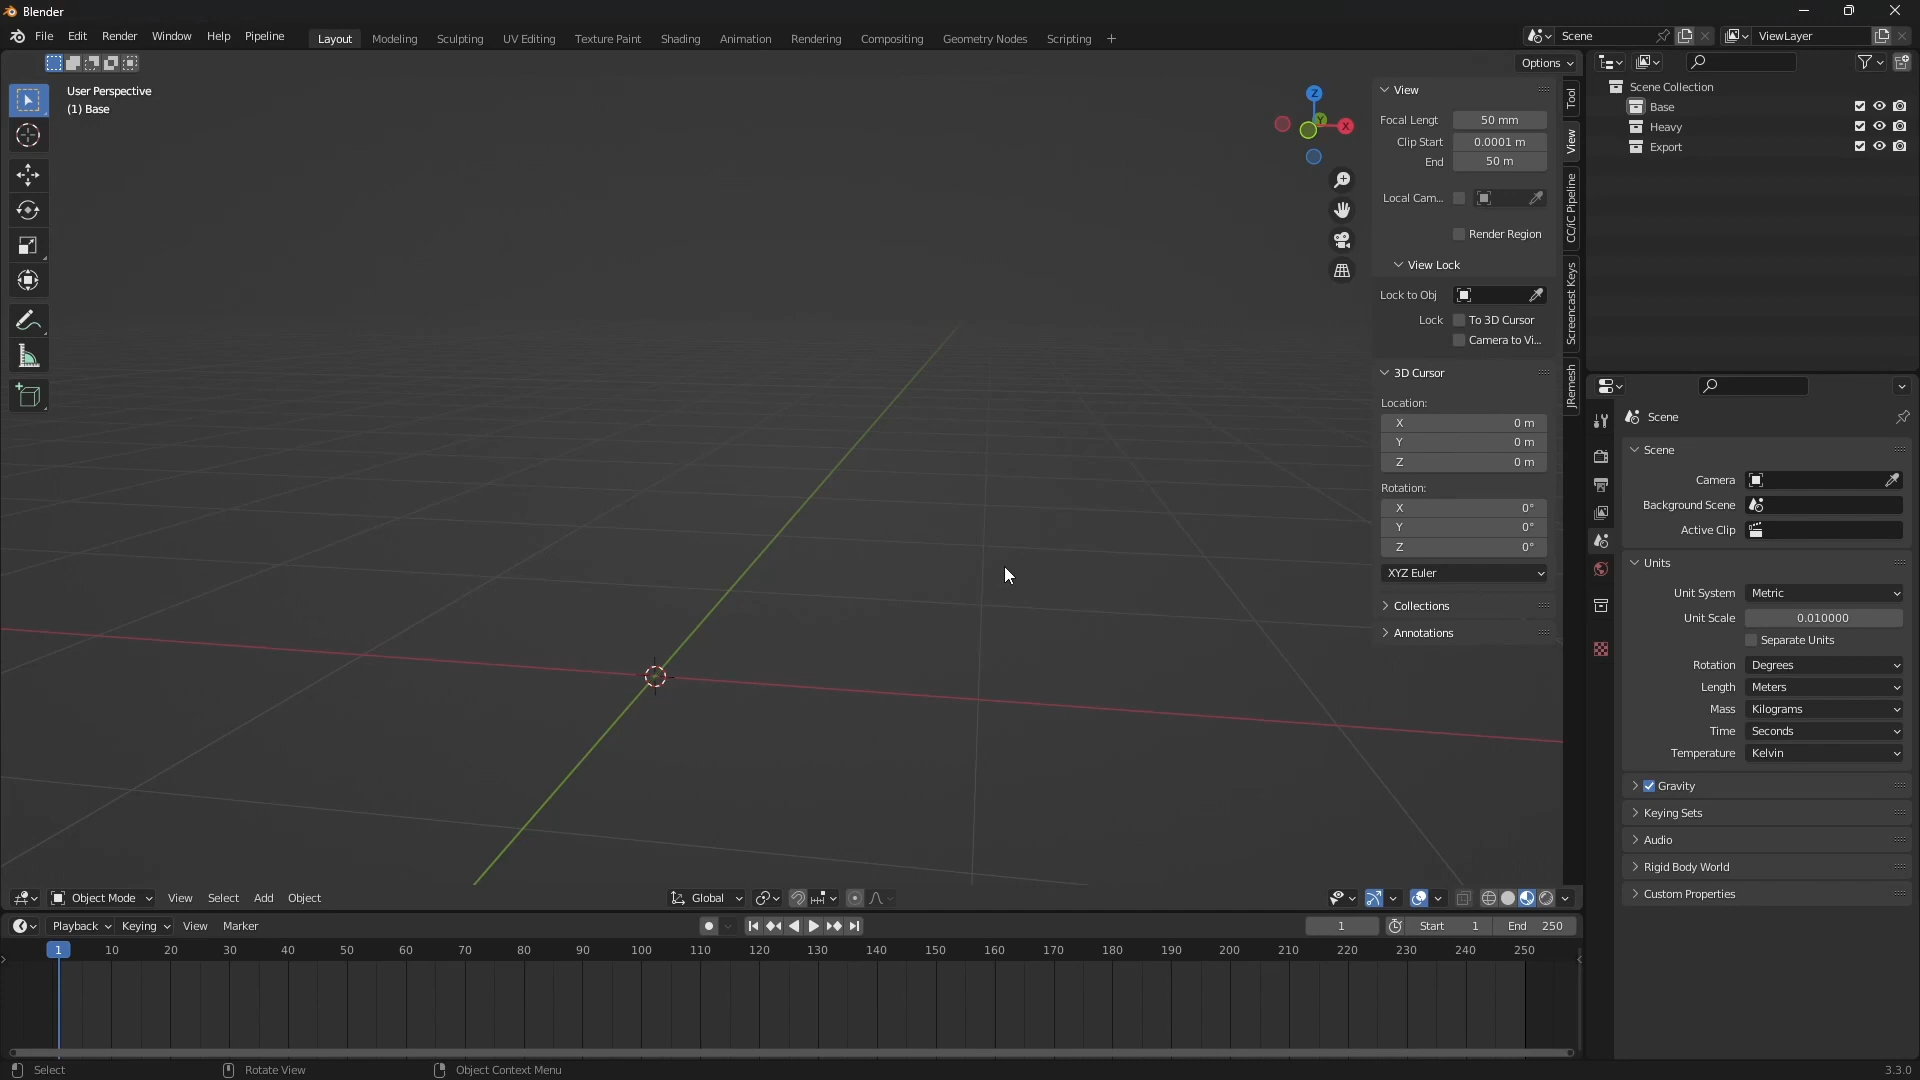 Blender
File Edit Render Window Help Pipeline Layout Modeling Sculpting UV Editing Texture Paint Shading Animation Rendering Compositing Geometry Nodes Scripting +
Scene
ViewLayer
Options
User Perspective
(1) Base
Z
Y
X
View
Focal Lengt 50 mm
Clip Start 0.0001 m
End 50 m
Local Cam...
Render Region
View Lock
Lock to Obj
Lock To 3D Cursor
Camera to Vi...
3D Cursor
Location:
X 0 m
Y 0 m
Z 0 m
Rotation:
X 0°
Y 0°
Z 0°
XYZ Euler
Collections
Annotations
Tool
View
CC/iC Pipeline
Screencast Keys
JRemesh
Scene Collection
Base
Heavy
Export
Scene
Scene
Camera
Background Scene
Active Clip
Units
Unit System Metric
Unit Scale 0.010000
Separate Units
Rotation Degrees
Length Meters
Mass Kilograms
Time Seconds
Temperature Kelvin
Gravity
Keying Sets
Audio
Rigid Body World
Custom Properties
Object Mode View Select Add Object Global
Playback Keying View Marker 1 Start 1 End 250
1 10 20 30 40 50 60 70 80 90 100 110 120 130 140 150 160 170 180 190 200 210 220 230 240 250
Select Rotate View Object Context Menu 3.3.0